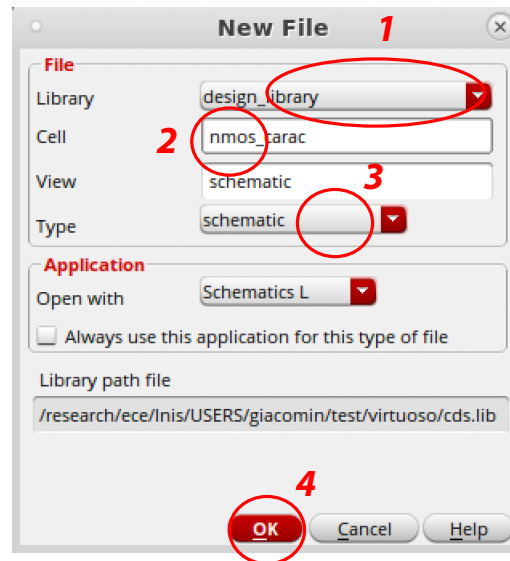 New File 1
File
Library design_library
Cell 2 nmos_carac
View schematic
3
Type schematic
Application
Open with Schematics L
Always use this application for this type of file
Library path file
/research/ece/lnis/USERS/giacomin/test/virtuoso/cds.lib
4
OK Cancel Help